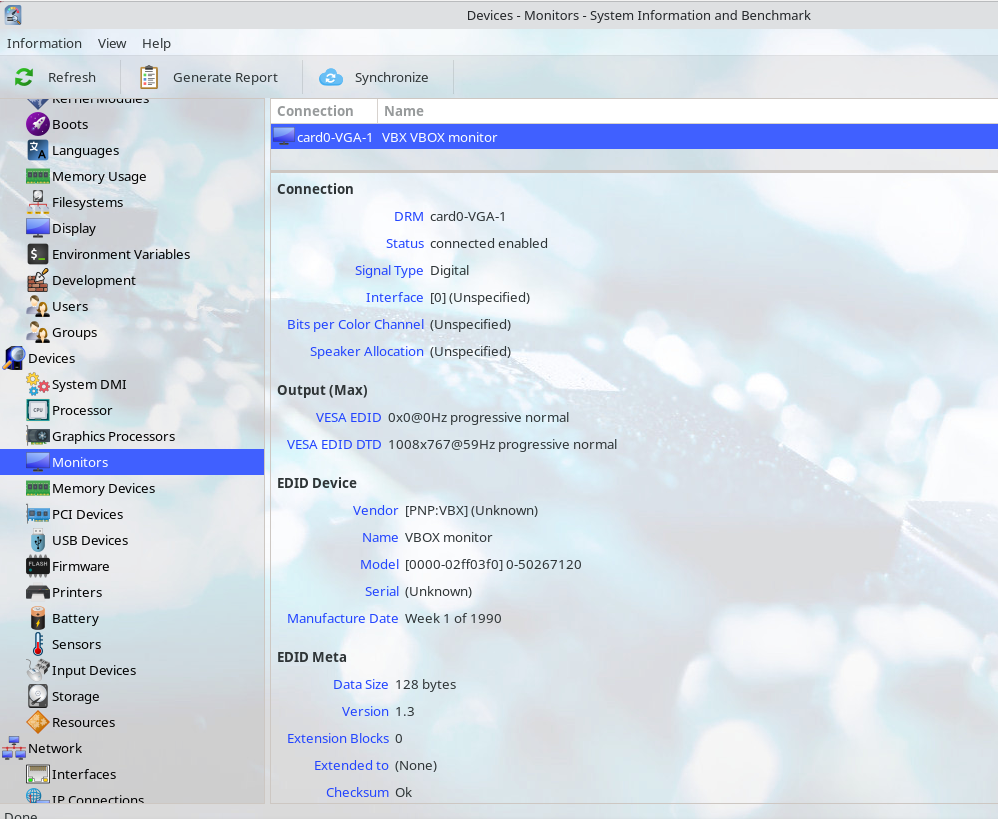 Devices - Monitors - System Information and Benchmark
Information View Help
Refresh Generate Report Synchronize
Kernel Modules
Boots
Languages
Memory Usage
Filesystems
Display
Environment Variables
Development
Users
Groups
Devices
System DMI
Processor
Graphics Processors
Monitors
Memory Devices
PCI Devices
USB Devices
Firmware
Printers
Battery
Sensors
Input Devices
Storage
Resources
Network
Interfaces
IP Connections
Connection Name
card0-VGA-1 VBX VBOX monitor
Connection
DRM card0-VGA-1
Status connected enabled
Signal Type Digital
Interface [0] (Unspecified)
Bits per Color Channel (Unspecified)
Speaker Allocation (Unspecified)
Output (Max)
VESA EDID 0x0@0Hz progressive normal
VESA EDID DTD 1008x767@59Hz progressive normal
EDID Device
Vendor [PNP:VBX] (Unknown)
Name VBOX monitor
Model [0000-02ff03f0] 0-50267120
Serial (Unknown)
Manufacture Date Week 1 of 1990
EDID Meta
Data Size 128 bytes
Version 1.3
Extension Blocks 0
Extended to (None)
Checksum Ok
Done.